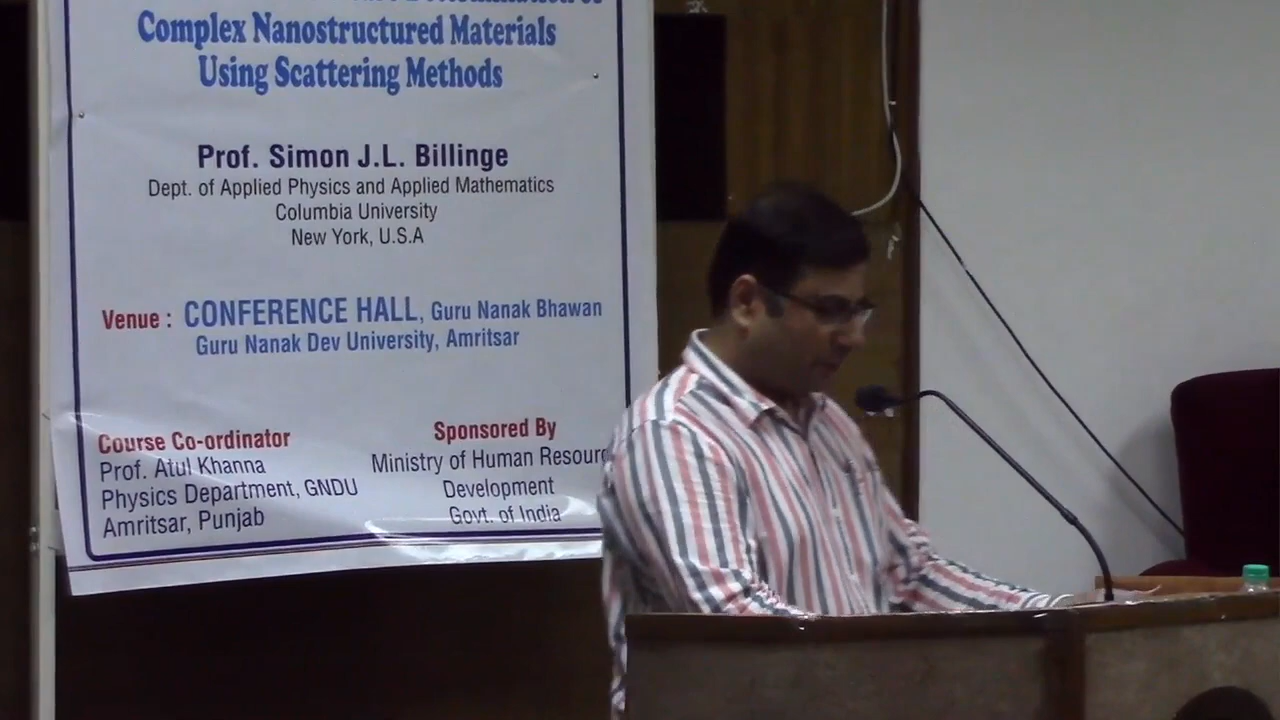 Complex Nanostructured Materials
Using Scattering Methods
Prof. Simon J.L. Billinge
Dept. of Applied Physics and Applied Mathematics
Columbia University
New York, U.S.A
Venue : CONFERENCE HALL, Guru Nanak Bhawan
Guru Nanak Dev University, Amritsar
Course Co-ordinator
Prof. Atul Khanna
Physics Department, GNDU
Amritsar, Punjab
Sponsored By
Ministry of Human Resourc
Development
Govt. of India